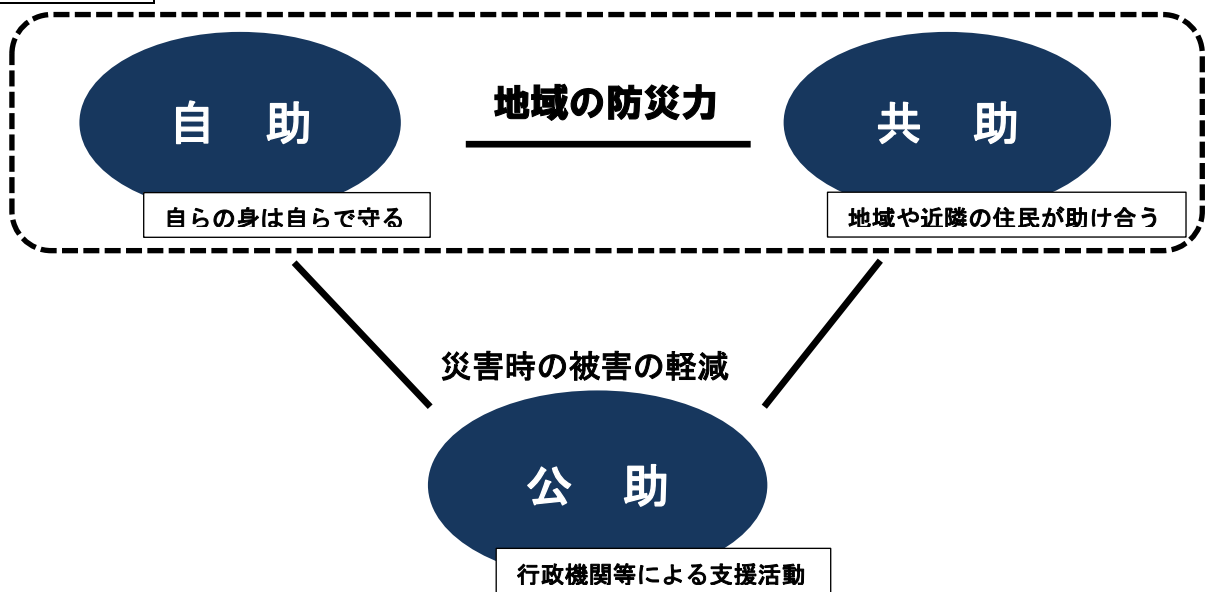 地域の防災力
自　助
共　助
自らの身は自らで守る
地域や近隣の住民が助け合う
災害時の被害の軽減
公　助
行政機関等による支援活動